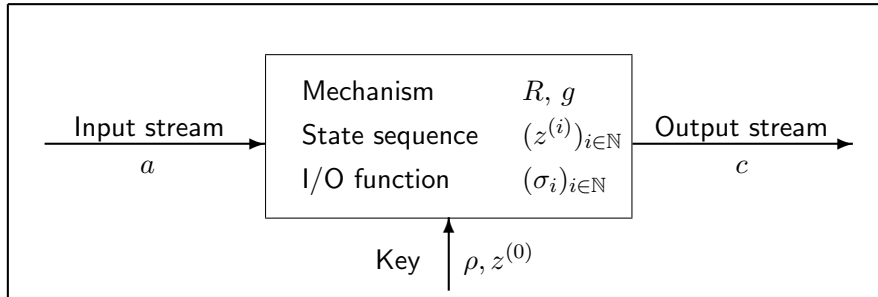 Mechanism R, g
Input stream State sequence (z^{(i)})_{i∈ℕ} Output stream
a I/O function (σ_i)_{i∈ℕ} c
Key ρ, z^{(0)}